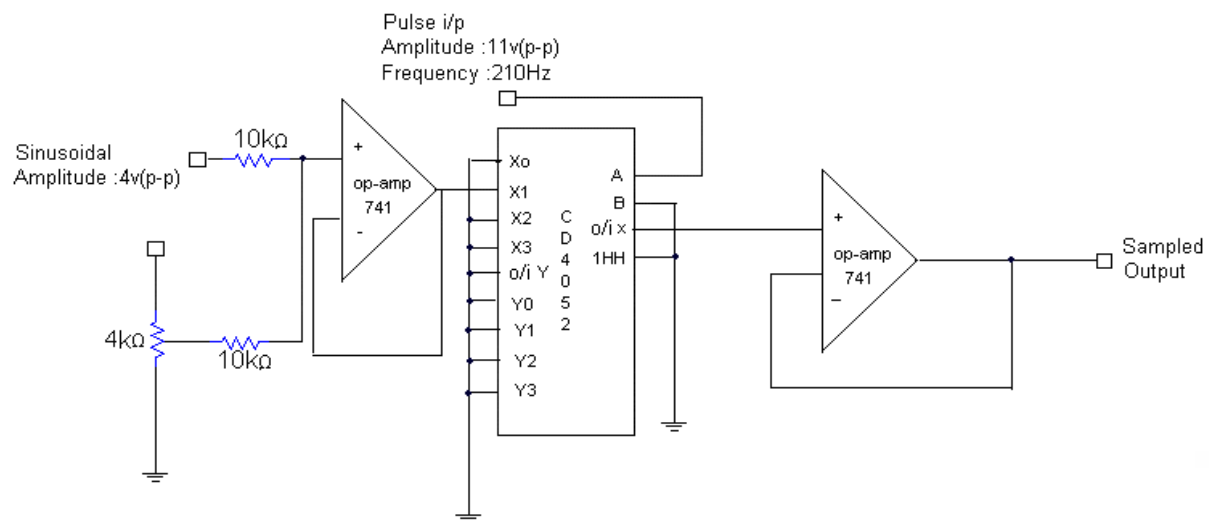 Pulse i/p
Amplitude :11v(p-p)
Frequency :210Hz
Sinusoidal
Amplitude :4v(p-p)
10kΩ
+
op-amp
741
-
4kΩ
10kΩ
Xo
X1
X2
X3
o/i Y
Y0
Y1
Y2
Y3
C
D
4
0
5
2
A
B
o/i x
1HH
+
op-amp
741
–
Sampled
Output